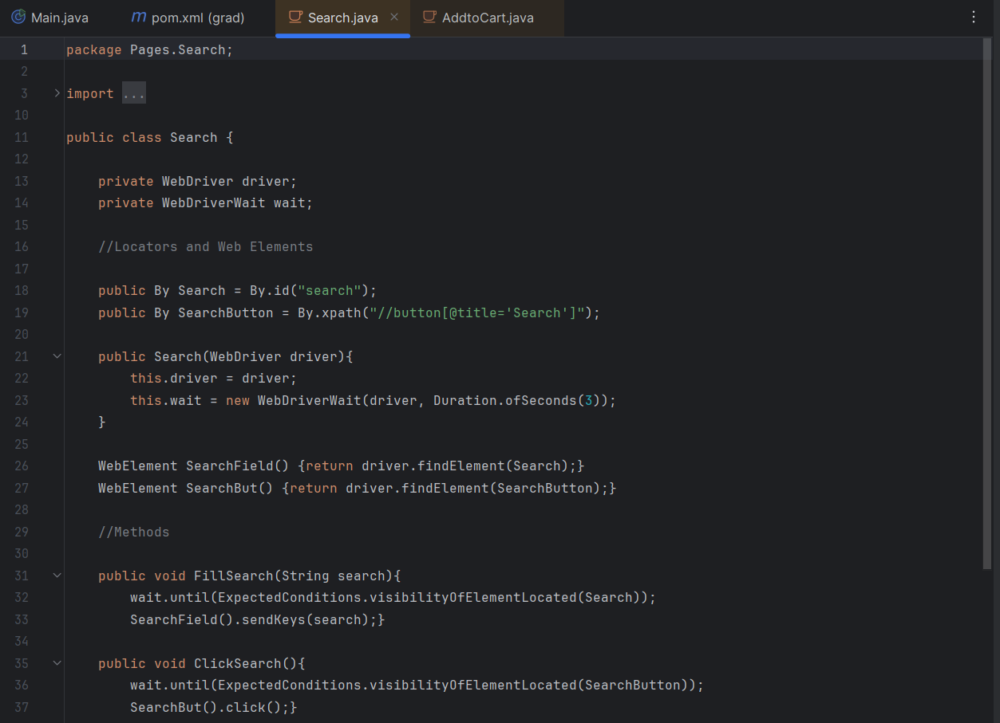 Main.java
pom.xml (grad)
Search.java
AddtoCart.java
1 package Pages.Search;
2
3 import ...
10
11 public class Search {
12
13 private WebDriver driver;
14 private WebDriverWait wait;
15
16 //Locators and Web Elements
17
18 public By Search = By.id("search");
19 public By SearchButton = By.xpath("//button[@title='Search']");
20
21 public Search(WebDriver driver){
22 this.driver = driver;
23 this.wait = new WebDriverWait(driver, Duration.ofSeconds(3));
24 }
25
26 WebElement SearchField() {return driver.findElement(Search);}
27 WebElement SearchBut() {return driver.findElement(SearchButton);}
28
29 //Methods
30
31 public void FillSearch(String search){
32 wait.until(ExpectedConditions.visibilityOfElementLocated(Search));
33 SearchField().sendKeys(search);}
34
35 public void ClickSearch(){
36 wait.until(ExpectedConditions.visibilityOfElementLocated(SearchButton));
37 SearchBut().click();}